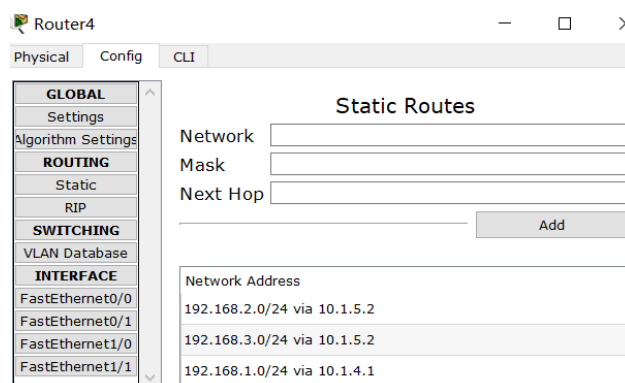 Router4
Physical Config CLI
GLOBAL
Settings
Algorithm Settings
ROUTING
Static
RIP
SWITCHING
VLAN Database
INTERFACE
FastEthernet0/0
FastEthernet0/1
FastEthernet1/0
FastEthernet1/1
Static Routes
Network
Mask
Next Hop
Add
Network Address
192.168.2.0/24 via 10.1.5.2
192.168.3.0/24 via 10.1.5.2
192.168.1.0/24 via 10.1.4.1